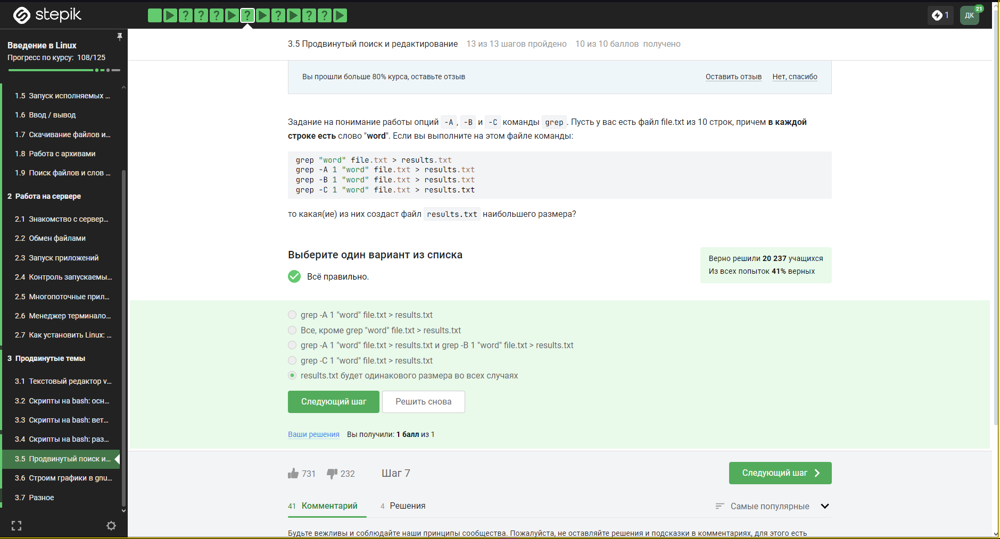 stepik
1
ДК
21
Введение в Linux
Прогресс по курсу: 108/125
1.5 Запуск исполняемых ...
1.6 Ввод / вывод
1.7 Скачивание файлов и...
1.8 Работа с архивами
1.9 Поиск файлов и слов ...
2 Работа на сервере
2.1 Знакомство с сервер...
2.2 Обмен файлами
2.3 Запуск приложений
2.4 Контроль запускаемы...
2.5 Многопоточные прил...
2.6 Менеджер терминало...
2.7 Как установить Linux: ...
3 Продвинутые темы
3.1 Текстовый редактор v...
3.2 Скрипты на bash: осн...
3.3 Скрипты на bash: вет...
3.4 Скрипты на bash: раз...
3.5 Продвинутый поиск и...
3.6 Строим графики в gnu...
3.7 Разное
3.5 Продвинутый поиск и редактирование 13 из 13 шагов пройдено 10 из 10 баллов получено
Вы прошли больше 80% курса, оставьте отзыв Оставить отзыв Нет, спасибо
Задание на понимание работы опций -A, -B и -C команды grep. Пусть у вас есть файл file.txt из 10 строк, причем в каждой
строке есть слово "word". Если вы выполните на этом файле команды:
grep "word" file.txt > results.txt
grep -A 1 "word" file.txt > results.txt
grep -B 1 "word" file.txt > results.txt
grep -C 1 "word" file.txt > results.txt
то какая(ие) из них создаст файл results.txt наибольшего размера?
Выберите один вариант из списка
Всё правильно.
Верно решили 20 237 учащихся
Из всех попыток 41% верных
grep -A 1 "word" file.txt > results.txt
Все, кроме grep "word" file.txt > results.txt
grep -A 1 "word" file.txt > results.txt и grep -B 1 "word" file.txt > results.txt
grep -C 1 "word" file.txt > results.txt
results.txt будет одинакового размера во всех случаях
Следующий шаг Решить снова
Ваши решения Вы получили: 1 балл из 1
731 232 Шаг 7 Следующий шаг
41 Комментарий 4 Решения Самые популярные
Будьте вежливы и соблюдайте наши принципы сообщества. Пожалуйста, не оставляйте решения и подсказки в комментариях, для этого есть